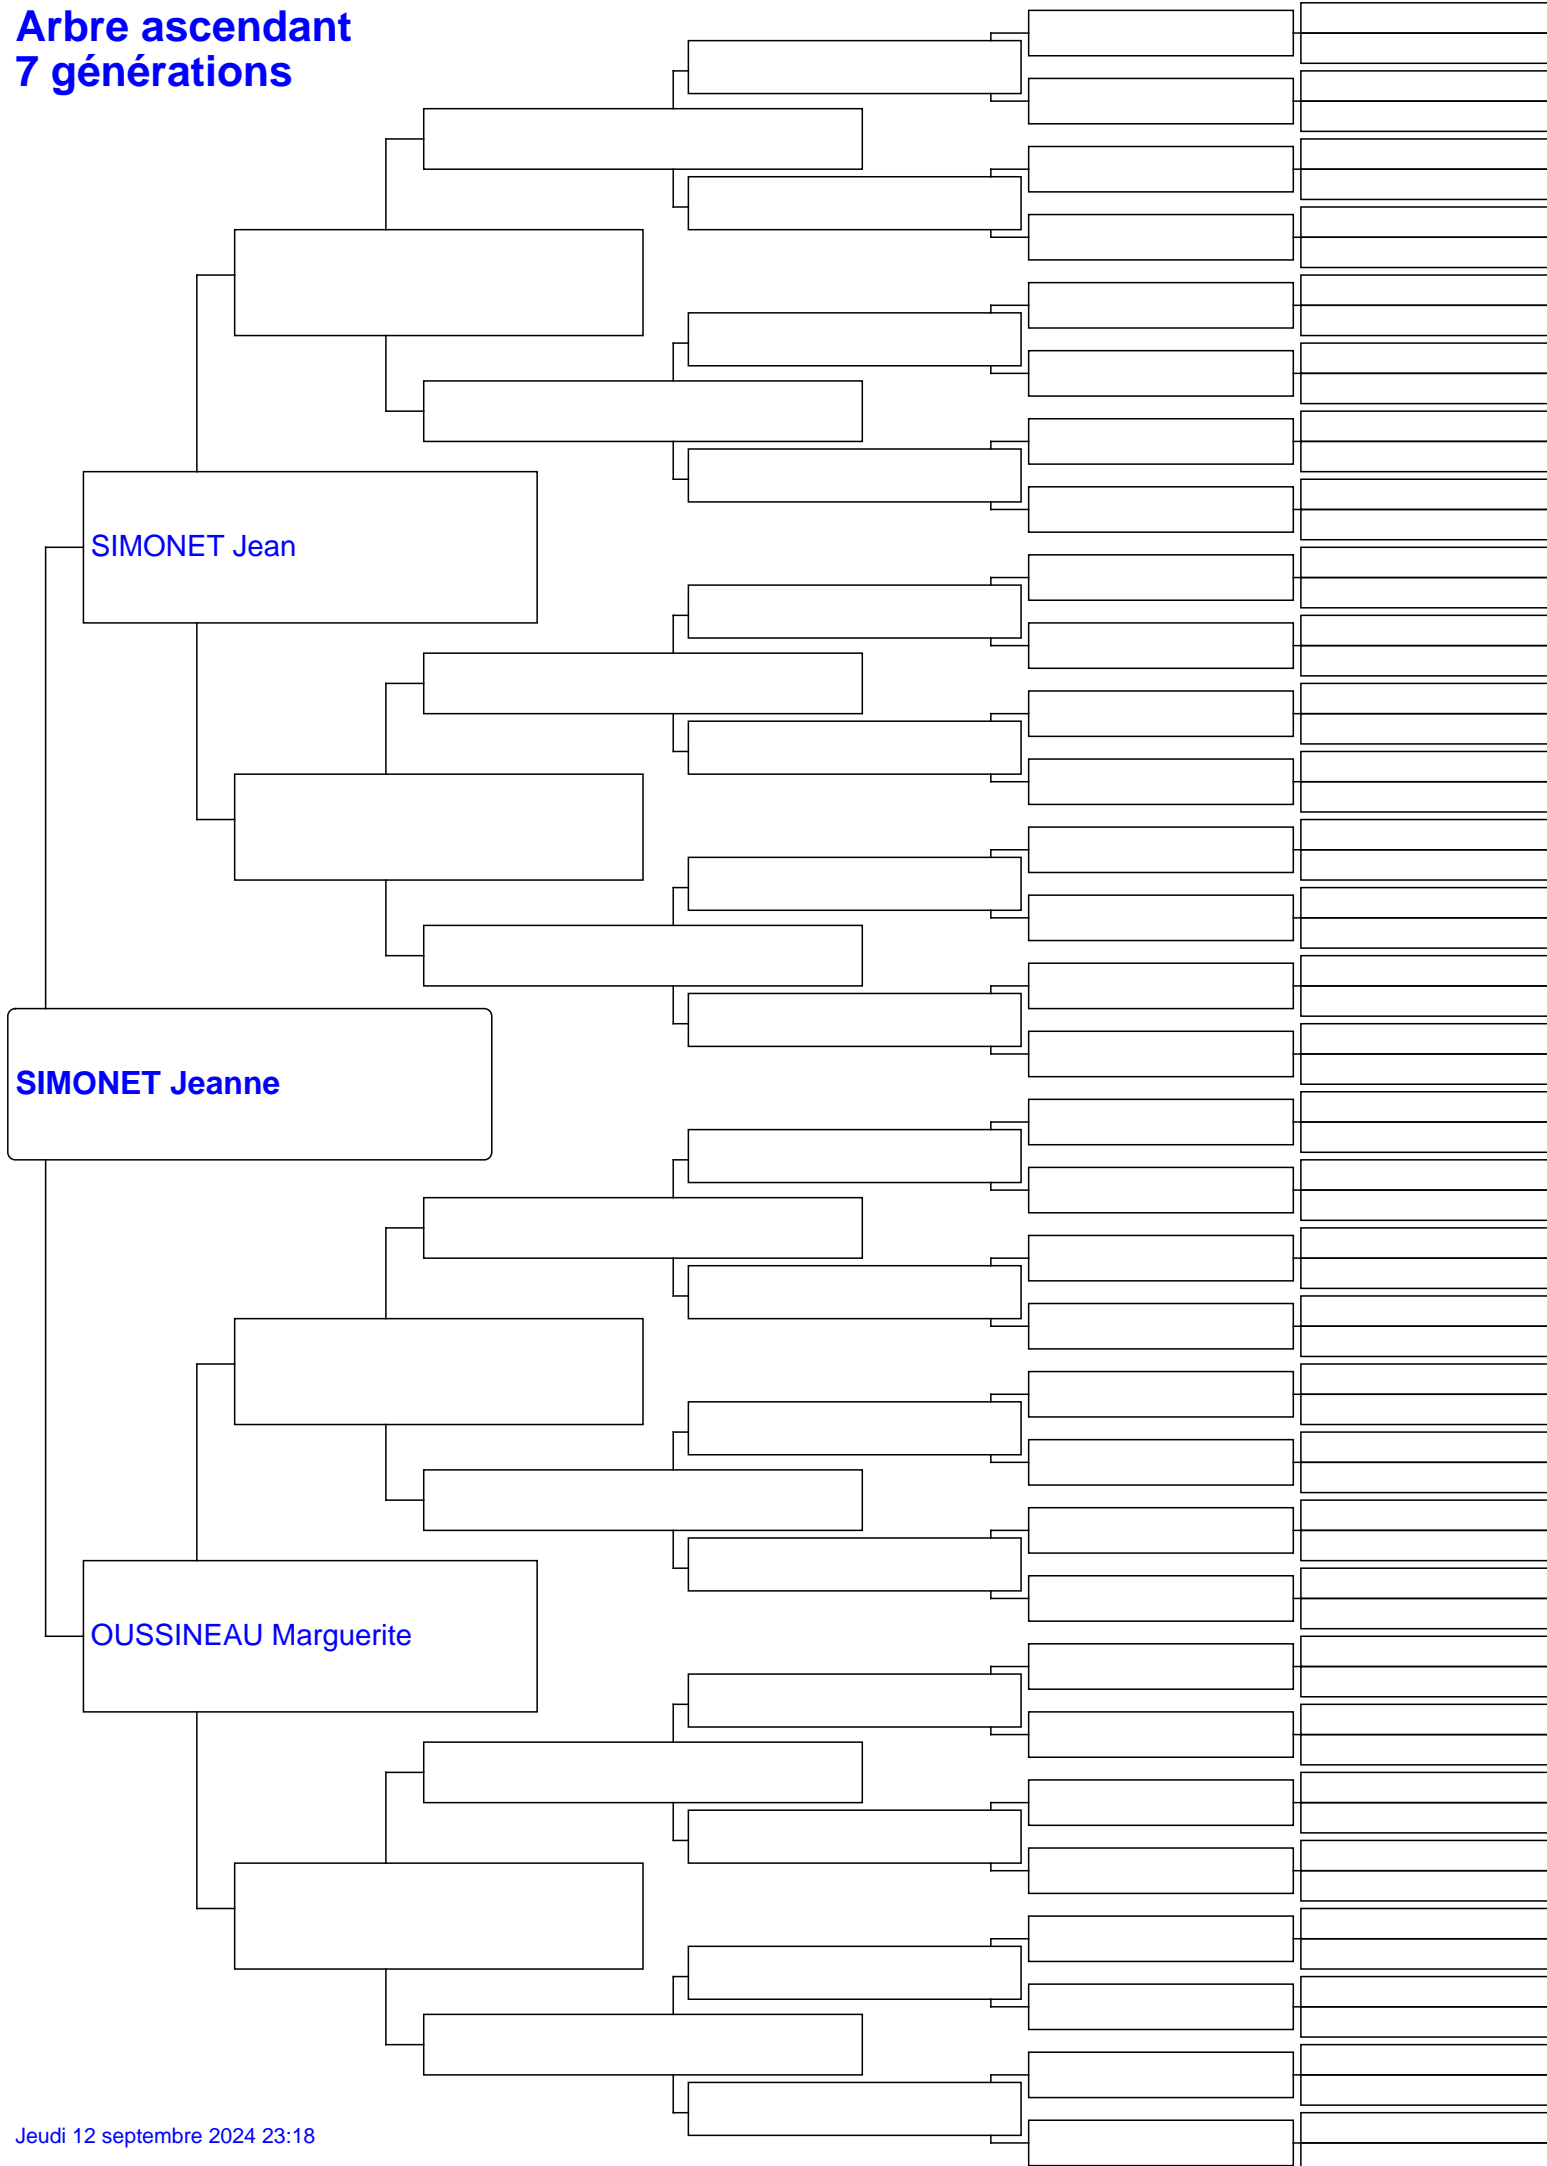 Arbre ascendant
7 générations
SIMONET Jean
SIMONET Jeanne
OUSSINEAU Marguerite
Jeudi 12 septembre 2024 23:18